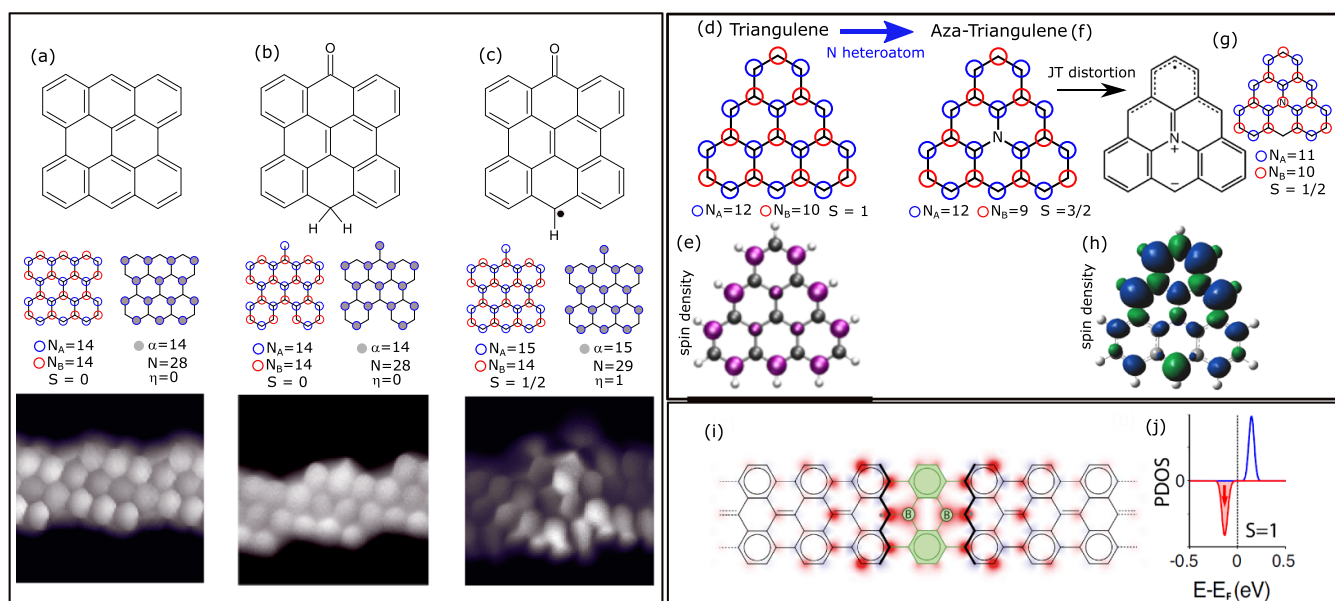 (a)
(b)
(c)
O
O
H H
H
N_A=14
N_B=14
S = 0
α=14
N=28
η=0
N_A=14
N_B=14
S = 0
α=14
N=28
η=0
N_A=15
N_B=14
S = 1/2
α=15
N=29
η=1
(d) Triangulene
N heteroatom
Aza-Triangulene (f)
JT distortion
(g)
N
N
+
−
N
N_A=12 N_B=10 S = 1
N_A=12 N_B=9 S =3/2
N_A=11
N_B=10
S = 1/2
(e)
spin density
(h)
spin density
(i)
B B
(j)
PDOS
0
S=1
-0.5 0 0.5
E-E_F (eV)